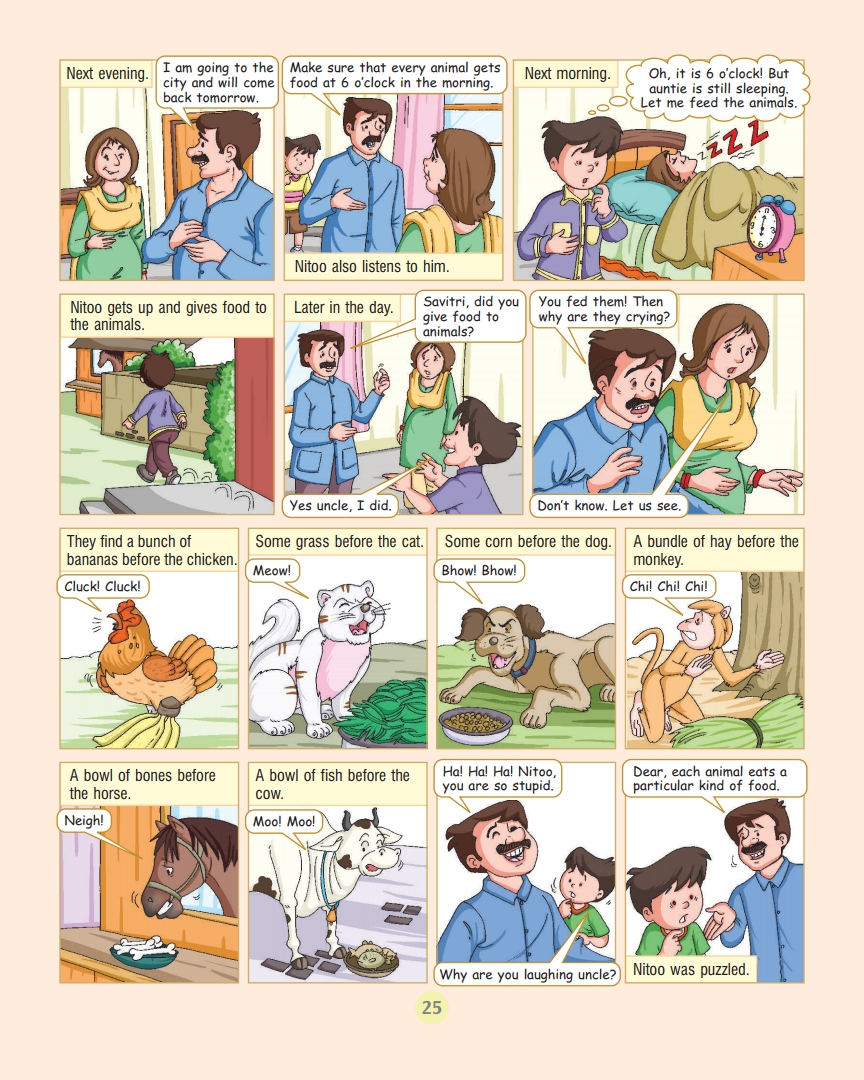 Next evening.
I am going to the
city and will come
back tomorrow.
Make sure that every animal gets
food at 6 o'clock in the morning.
Nitoo also listens to him.
Next morning.
Oh, it is 6 o'clock! But
auntie is still sleeping.
Let me feed the animals.
Z Z Z
Nitoo gets up and gives food to
the animals.
Later in the day.
Savitri, did you
give food to
animals?
Yes uncle, I did.
You fed them! Then
why are they crying?
Don't know. Let us see.
They find a bunch of
bananas before the chicken.
Cluck! Cluck!
Some grass before the cat.
Meow!
Some corn before the dog.
Bhow! Bhow!
A bundle of hay before the
monkey.
Chi! Chi! Chi!
A bowl of bones before
the horse.
Neigh!
A bowl of fish before the
cow.
Moo! Moo!
Ha! Ha! Ha! Nitoo,
you are so stupid.
Why are you laughing uncle?
Dear, each animal eats a
particular kind of food.
Nitoo was puzzled.
25